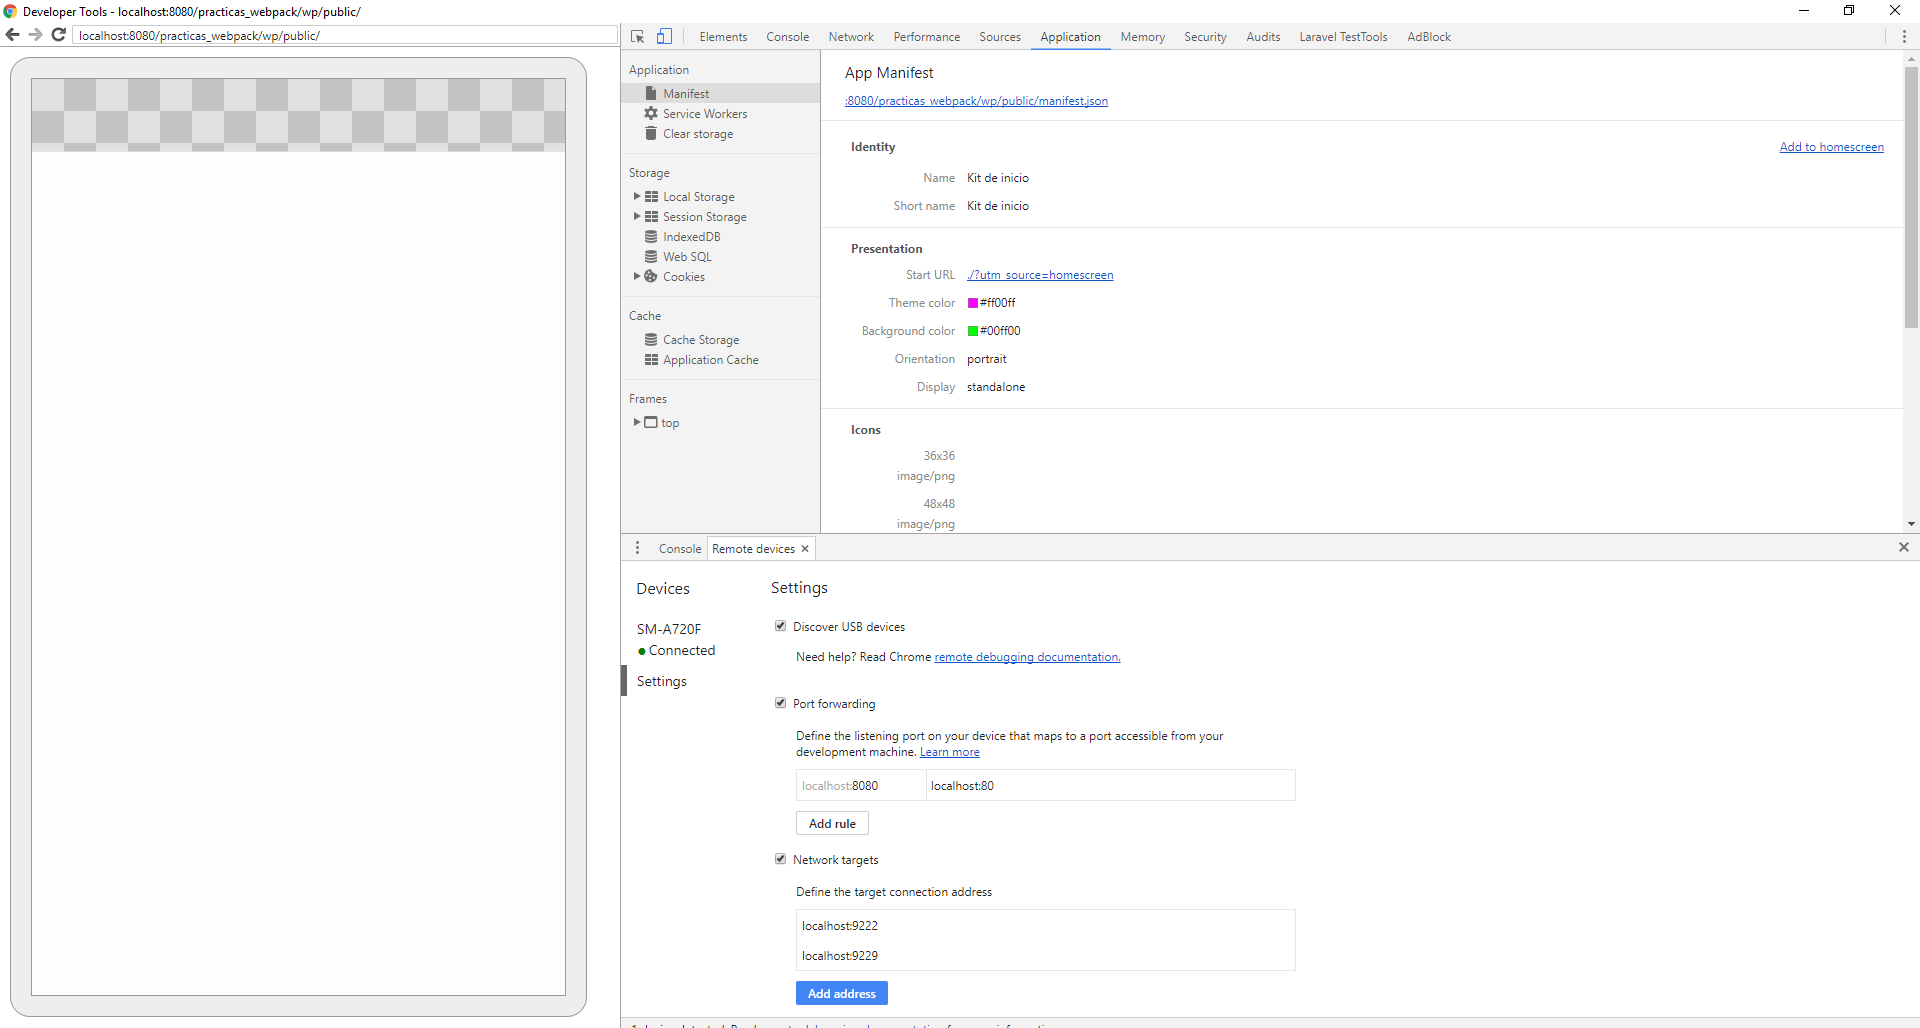 Developer Tools - localhost:8080/practicas_webpack/wp/public/
localhost:8080/practicas_webpack/wp/public/
Elements Console Network Performance Sources Application Memory Security Audits Laravel TestTools AdBlock
Application
Manifest
Service Workers
Clear storage
Storage
Local Storage
Session Storage
IndexedDB
Web SQL
Cookies
Cache
Cache Storage
Application Cache
Frames
top
App Manifest
:8080/practicas_webpack/wp/public/manifest.json
Identity
Add to homescreen
Name Kit de inicio
Short name Kit de inicio
Presentation
Start URL ./?utm_source=homescreen
Theme color #ff00ff
Background color #00ff00
Orientation portrait
Display standalone
Icons
36x36
image/png
48x48
image/png
Console Remote devices
Devices
SM-A720F
Connected
Settings
Settings
Discover USB devices
Need help? Read Chrome remote debugging documentation.
Port forwarding
Define the listening port on your device that maps to a port accessible from your
development machine. Learn more
localhost:8080 localhost:80
Add rule
Network targets
Define the target connection address
localhost:9222
localhost:9229
Add address